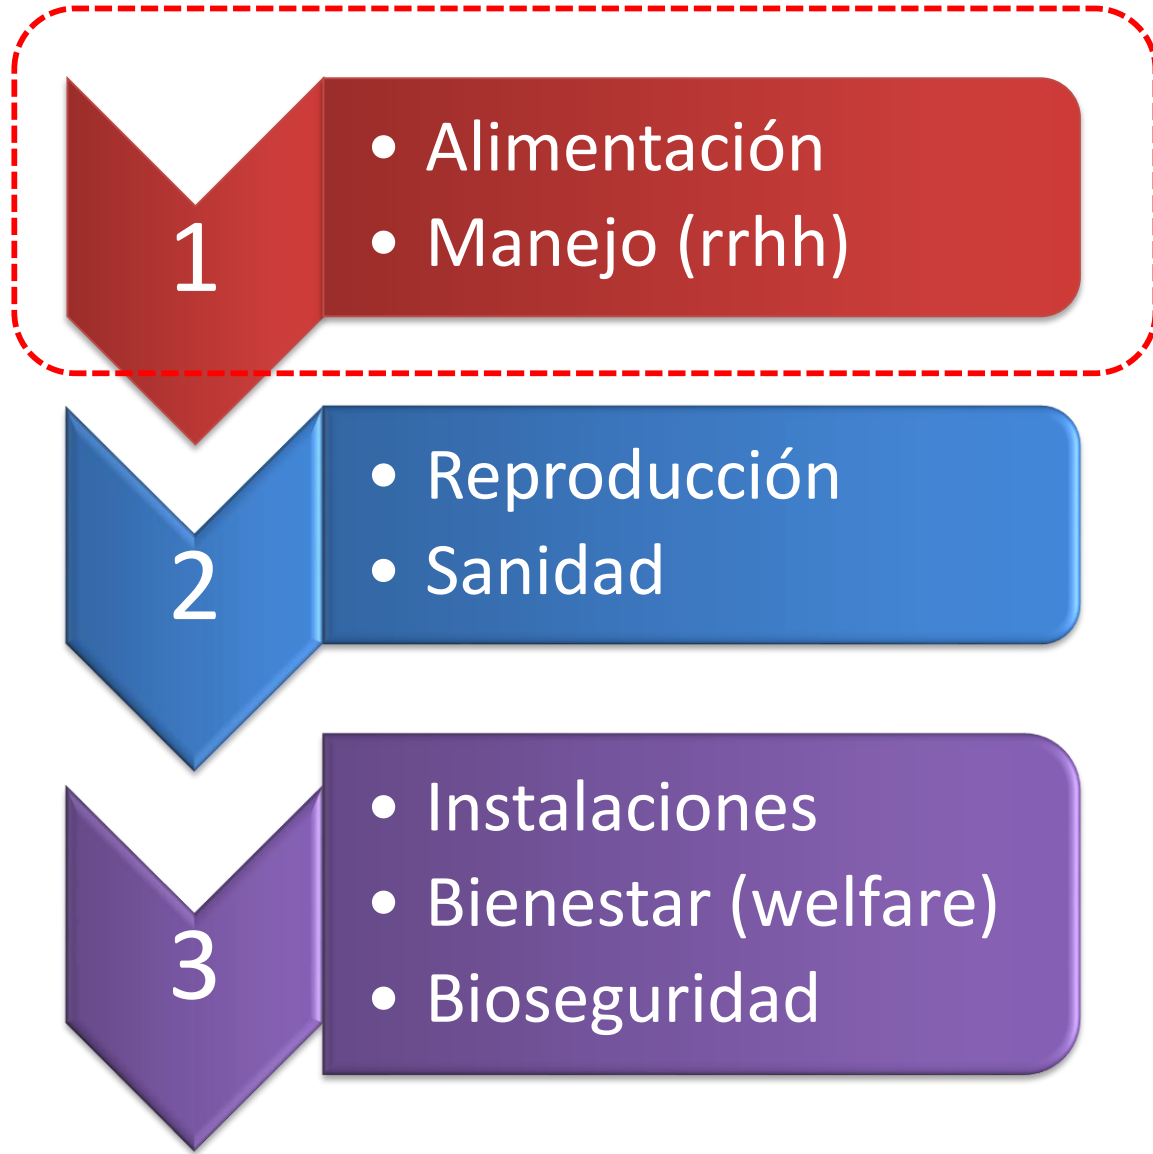 1
• Alimentación
• Manejo (rrhh)
2
• Reproducción
• Sanidad
3
• Instalaciones
• Bienestar (welfare)
• Bioseguridad